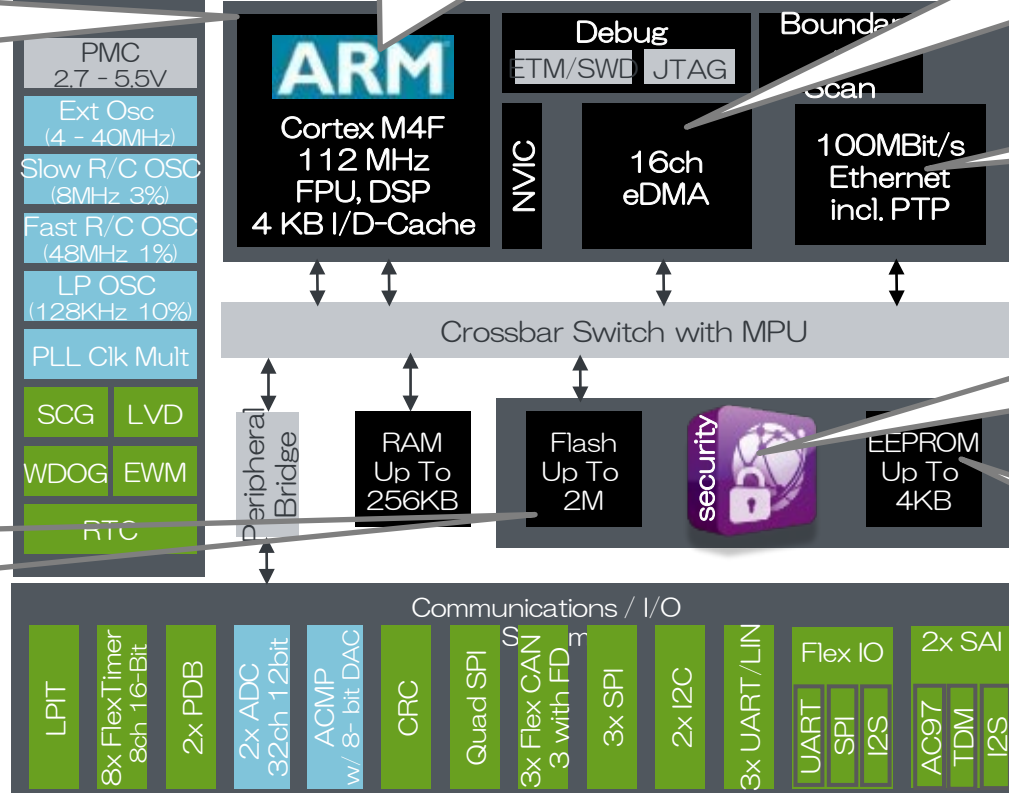 PMC
2.7 - 5.5V
Ext Osc
(4 - 40MHz)
Slow R/C OSC
(8MHz 3%)
Fast R/C OSC
(48MHz 1%)
LP OSC
(128KHz 10%)
PLL Clk Mult
SCG
LVD
WDOG
EWM
RTC
ARM
Cortex M4F
112 MHz
FPU, DSP
4 KB I/D-Cache
Debug
ETM/SWD
JTAG
NVIC
16ch
eDMA
Scan
100MBit/s
Ethernet
incl. PTP
Crossbar Switch with MPU
Peripheral
Bridge
RAM
Up To
256KB
Flash
Up To
2M
security
EEPROM
Up To
4KB
Communications / I/O
LPIT
8x FlexTimer
8ch 16-Bit
2x PDB
2x ADC
32ch 12bit
ACMP
w/ 8- bit DAC
CRC
Quad SPI
3x Flex CAN
3 with FD
3x SPI
2x I2C
3x UART/LIN
Flex IO
UART
SPI
I2S
2x SAI
AC97
TDM
I2S